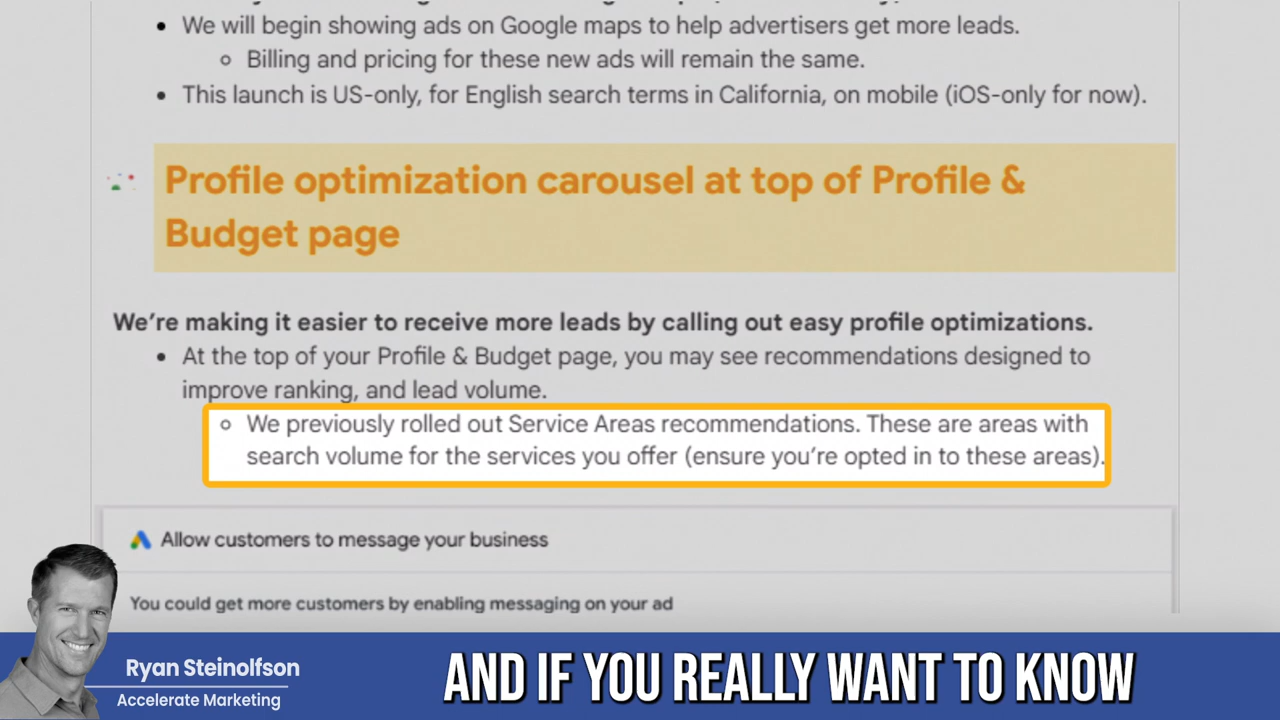 We will begin showing ads on Google maps to help advertisers get more leads.
Billing and pricing for these new ads will remain the same.
This launch is US-only, for English search terms in California, on mobile (iOS-only for now).
Profile optimization carousel at top of Profile &
Budget page
We're making it easier to receive more leads by calling out easy profile optimizations.
At the top of your Profile & Budget page, you may see recommendations designed to
improve ranking, and lead volume.
We previously rolled out Service Areas recommendations. These are areas with
search volume for the services you offer (ensure you're opted in to these areas).
Allow customers to message your business
You could get more customers by enabling messaging on your ad
Ryan Steinolfson
Accelerate Marketing
AND IF YOU REALLY WANT TO KNOW